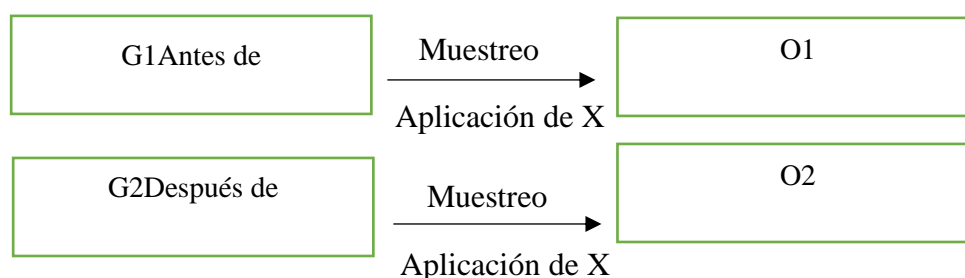 G1Antes de
Muestreo
O1
Aplicación de X
G2Después de
Muestreo
O2
Aplicación de X